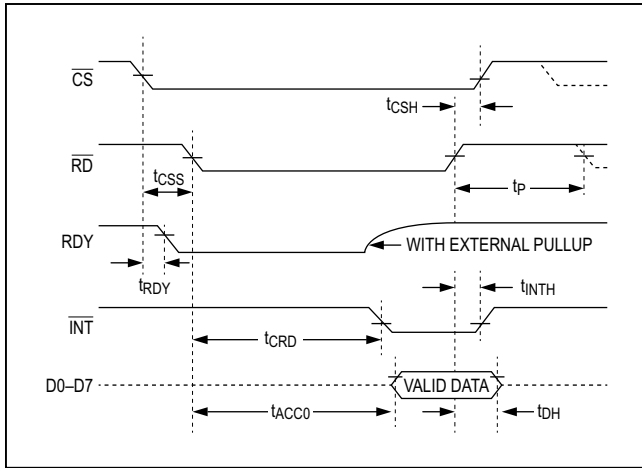 CS
tCSH
RD
tCSS
tP
RDY
WITH EXTERNAL PULLUP
tRDY
tINTH
INT
tCRD
D0–D7
VALID DATA
tACC0
tDH